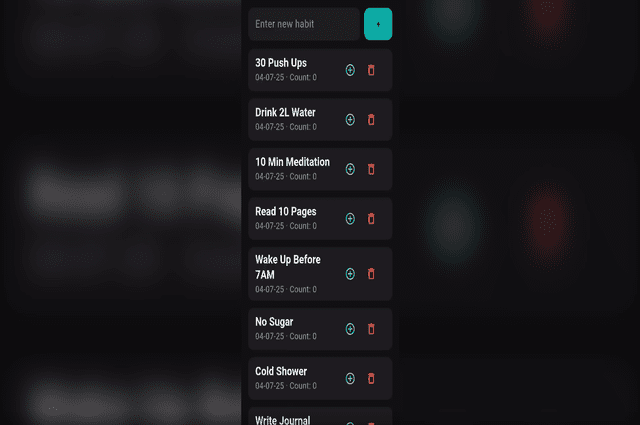 Enter new habit
30 Push Ups
04-07-25 · Count: 0
Drink 2L Water
04-07-25 · Count: 0
10 Min Meditation
04-07-25 · Count: 0
Read 10 Pages
04-07-25 · Count: 0
Wake Up Before
7AM
04-07-25 · Count: 0
No Sugar
04-07-25 · Count: 0
Cold Shower
04-07-25 · Count: 0
Write Journal